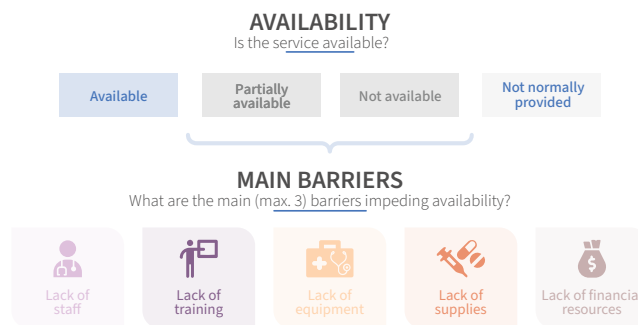 AVAILABILITY
Is the service available?
Available
Partially
available
Not available
Not normally
provided
MAIN BARRIERS
What are the main (max. 3) barriers impeding availability?
Lack of
staff
Lack of
training
Lack of
equipment
Lack of
supplies
Lack of financia
resources